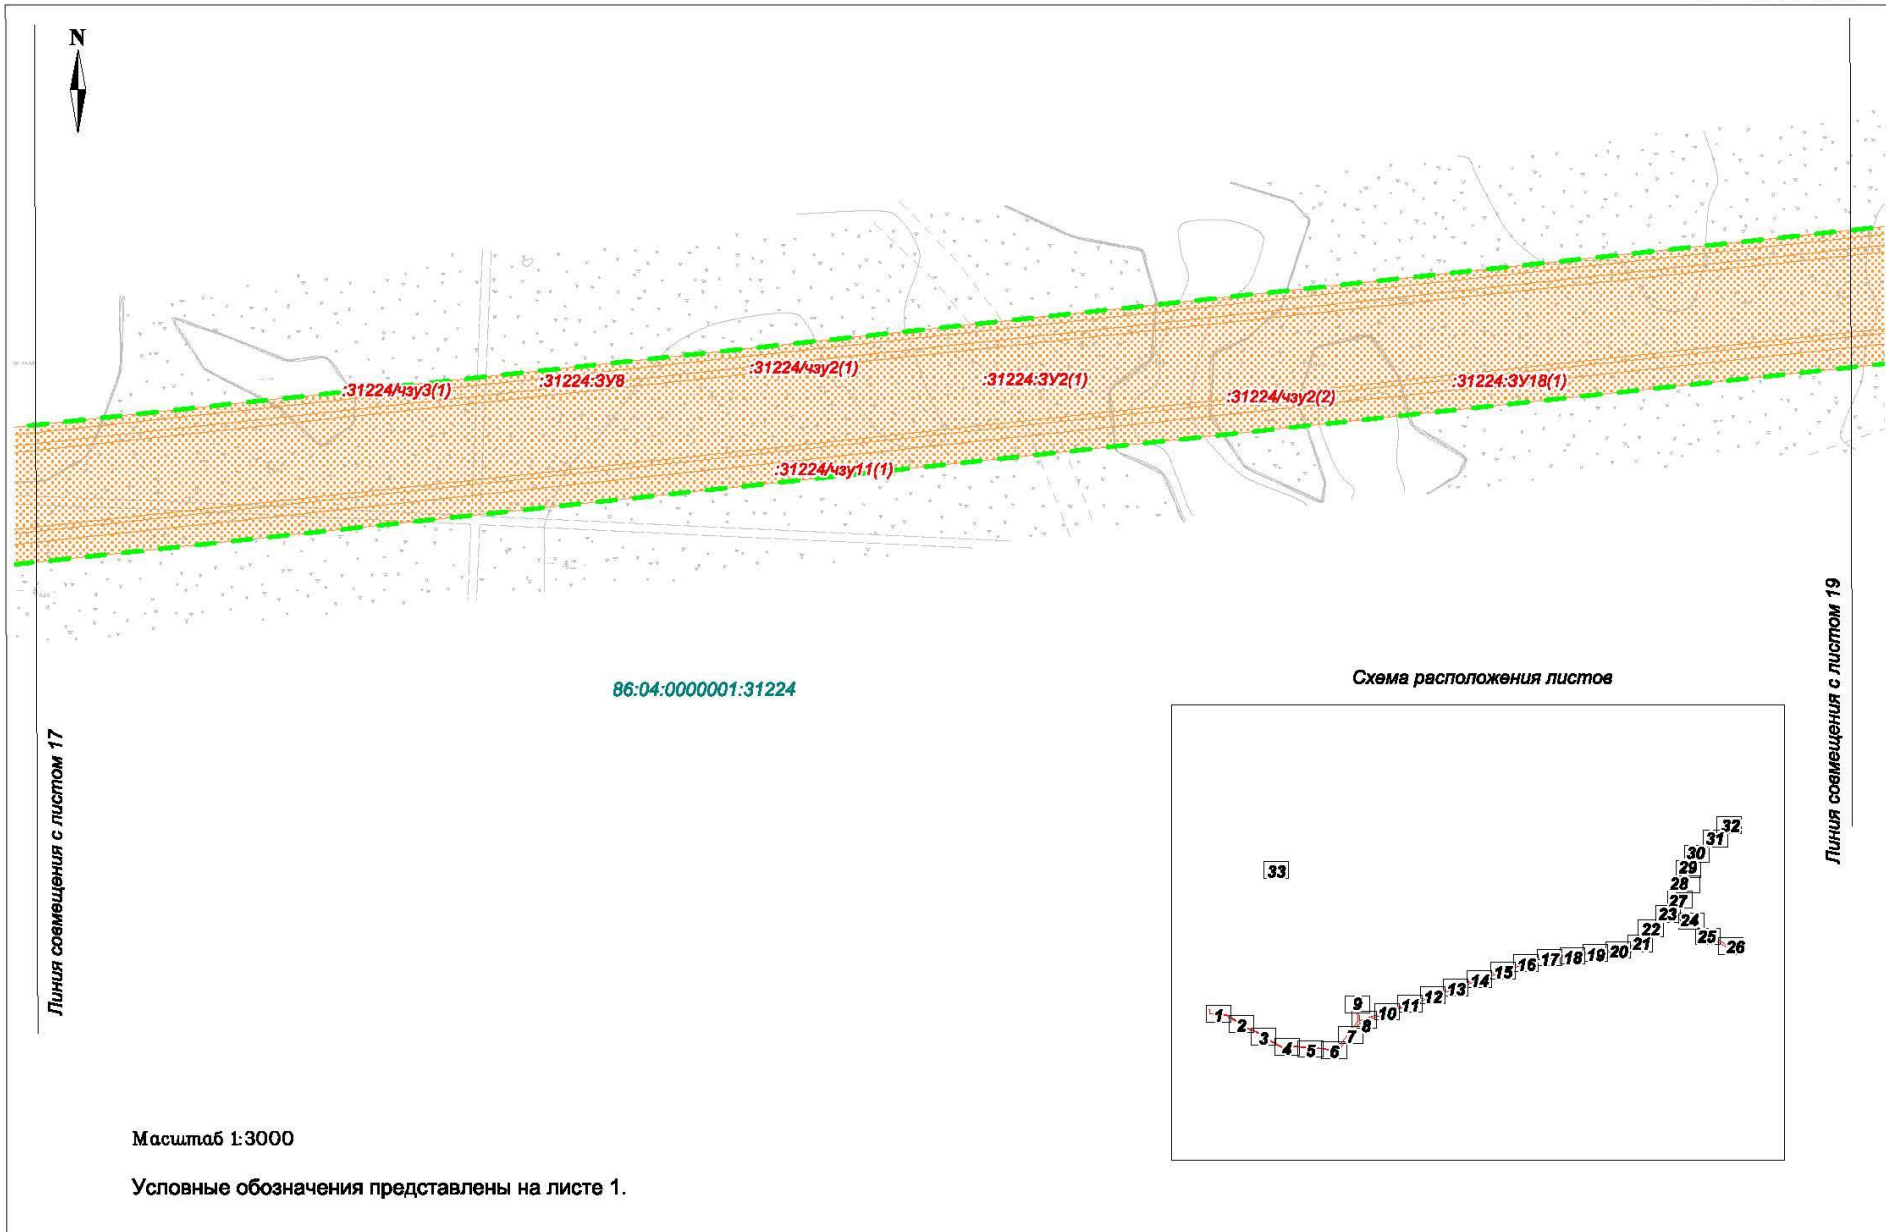 N
:31224/чзу3(1)
:31224:ЗУ8
:31224/чзу2(1)
:31224:ЗУ2(1)
:31224/чзу2(2)
:31224:ЗУ18(1)
:31224/чзу11(1)
86:04:0000001:31224
Линия совмещения с листом 17
Линия совмещения с листом 19
Схема расположения листов
32
31
30
33
29
28
27
23
24
22
25
21
26
20
19
18
17
16
15
14
13
12
9
11
10
1
8
2
7
3
4
5
6
Масштаб 1:3000
Условные обозначения представлены на листе 1.